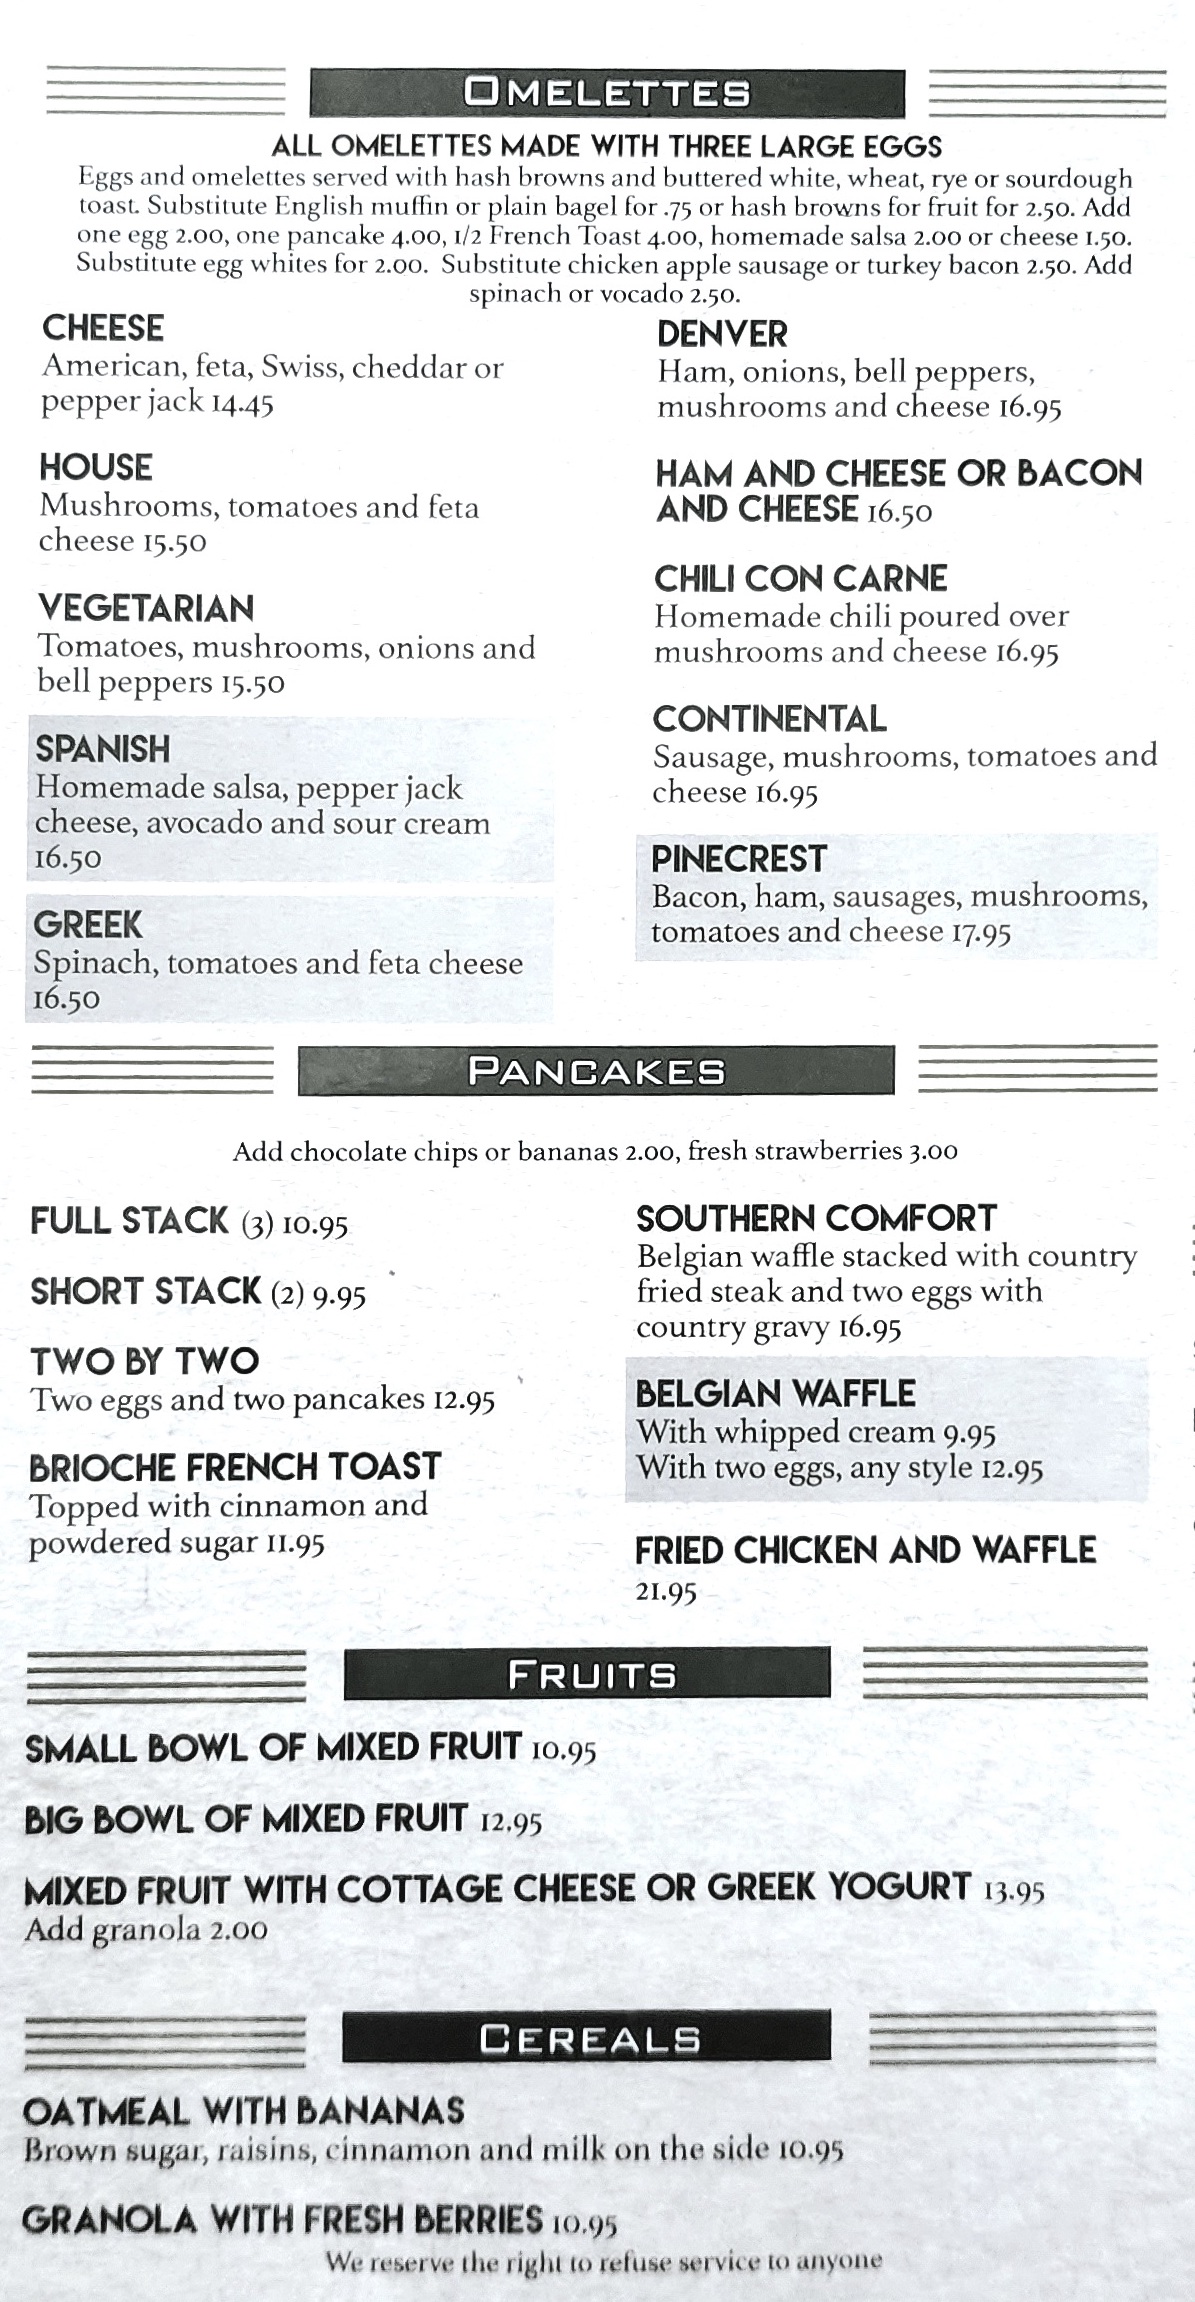 OMELETTES
ALL OMELETTES MADE WITH THREE LARGE EGGS
Eggs and omelettes served with hash browns and buttered white, wheat, rye or sourdough
toast. Substitute English muffin or plain bagel for .75 or hash browns for fruit for 2.50. Add
one egg 2.00, one pancake 4.00, 1/2 French Toast 4.00, homemade salsa 2.00 or cheese 1.50.
Substitute egg whites for 2.00. Substitute chicken apple sausage or turkey bacon 2.50. Add
spinach or vocado 2.50.
CHEESE
American, feta, Swiss, cheddar or
pepper jack 14.45
HOUSE
Mushrooms, tomatoes and feta
cheese 15.50
VEGETARIAN
Tomatoes, mushrooms, onions and
bell peppers 15.50
SPANISH
Homemade salsa, pepper jack
cheese, avocado and sour cream
16.50
GREEK
Spinach, tomatoes and feta cheese
16.50
DENVER
Ham, onions, bell peppers,
mushrooms and cheese 16.95
HAM AND CHEESE OR BACON
AND CHEESE 16.50
CHILI CON CARNE
Homemade chili poured over
mushrooms and cheese 16.95
CONTINENTAL
Sausage, mushrooms, tomatoes and
cheese 16.95
PINECREST
Bacon, ham, sausages, mushrooms,
tomatoes and cheese 17.95
PANCAKES
Add chocolate chips or bananas 2.00, fresh strawberries 3.00
FULL STACK (3) 10.95
SHORT STACK (2) 9.95
TWO BY TWO
Two eggs and two pancakes 12.95
BRIOCHE FRENCH TOAST
Topped with cinnamon and
powdered sugar 11.95
SOUTHERN COMFORT
Belgian waffle stacked with country
fried steak and two eggs with
country gravy 16.95
BELGIAN WAFFLE
With whipped cream 9.95
With two eggs, any style 12.95
FRIED CHICKEN AND WAFFLE
21.95
FRUITS
SMALL BOWL OF MIXED FRUIT 10.95
BIG BOWL OF MIXED FRUIT 12.95
MIXED FRUIT WITH COTTAGE CHEESE OR GREEK YOGURT 13.95
Add granola 2.00
CEREALS
OATMEAL WITH BANANAS
Brown sugar, raisins, cinnamon and milk on the side 10.95
GRANOLA WITH FRESH BERRIES 10.95
We reserve the right to refuse service to anyone